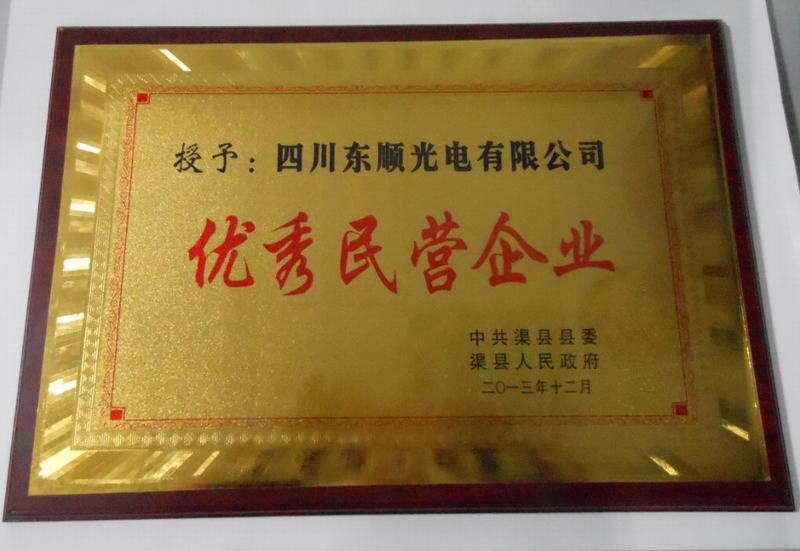 授予：四川东顺光电有限公司
优秀民营企业
中共渠县县委
渠县人民政府
二〇一三年十二月